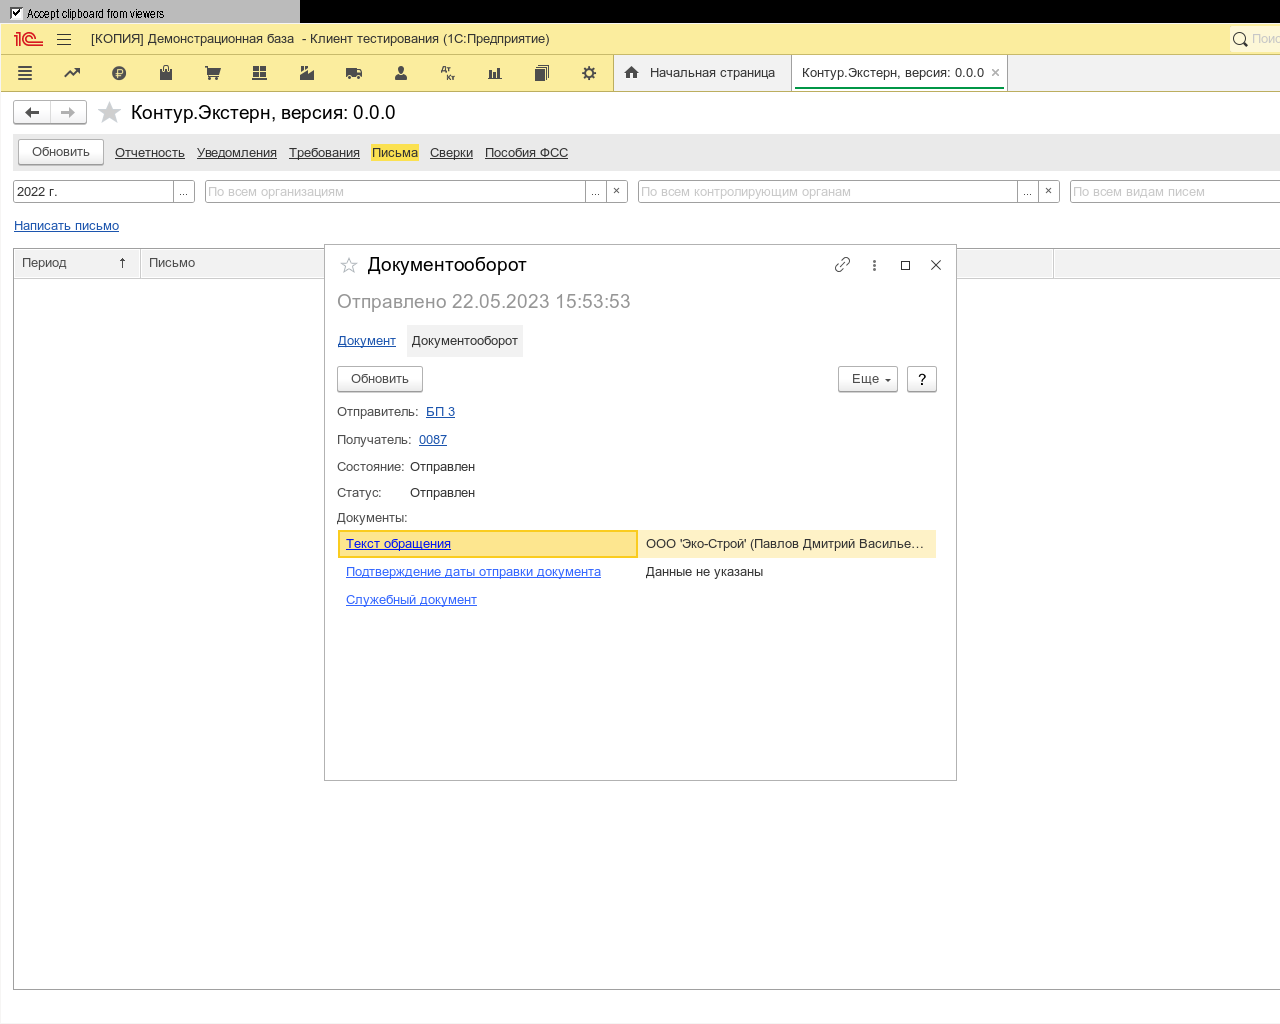 Accept clipboard from viewers
[КОПИЯ] Демонстрационная база - Клиент тестирования (1С:Предприятие)
Поис
Начальная страница
Контур.Экстерн, версия: 0.0.0
Контур.Экстерн, версия: 0.0.0
Обновить Отчетность Уведомления Требования Письма Сверки Пособия ФСС
2022 г. ... По всем организациям ... × По всем контролирующим органам ... × По всем видам писем
Написать письмо
Период ↑ Письмо
Документооборот
Отправлено 22.05.2023 15:53:53
Документ Документооборот
Обновить Еще ?
Отправитель: БП 3
Получатель: 0087
Состояние: Отправлен
Статус: Отправлен
Документы:
Текст обращения ООО 'Эко-Строй' (Павлов Дмитрий Василье…
Подтверждение даты отправки документа Данные не указаны
Служебный документ